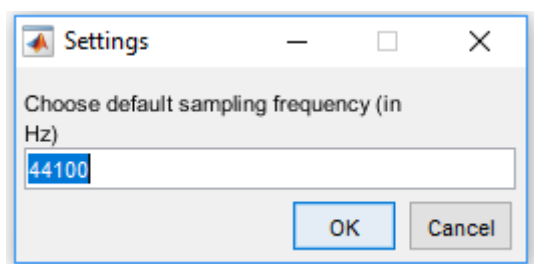 Settings
Choose default sampling frequency (in
Hz)
44100
OK Cancel